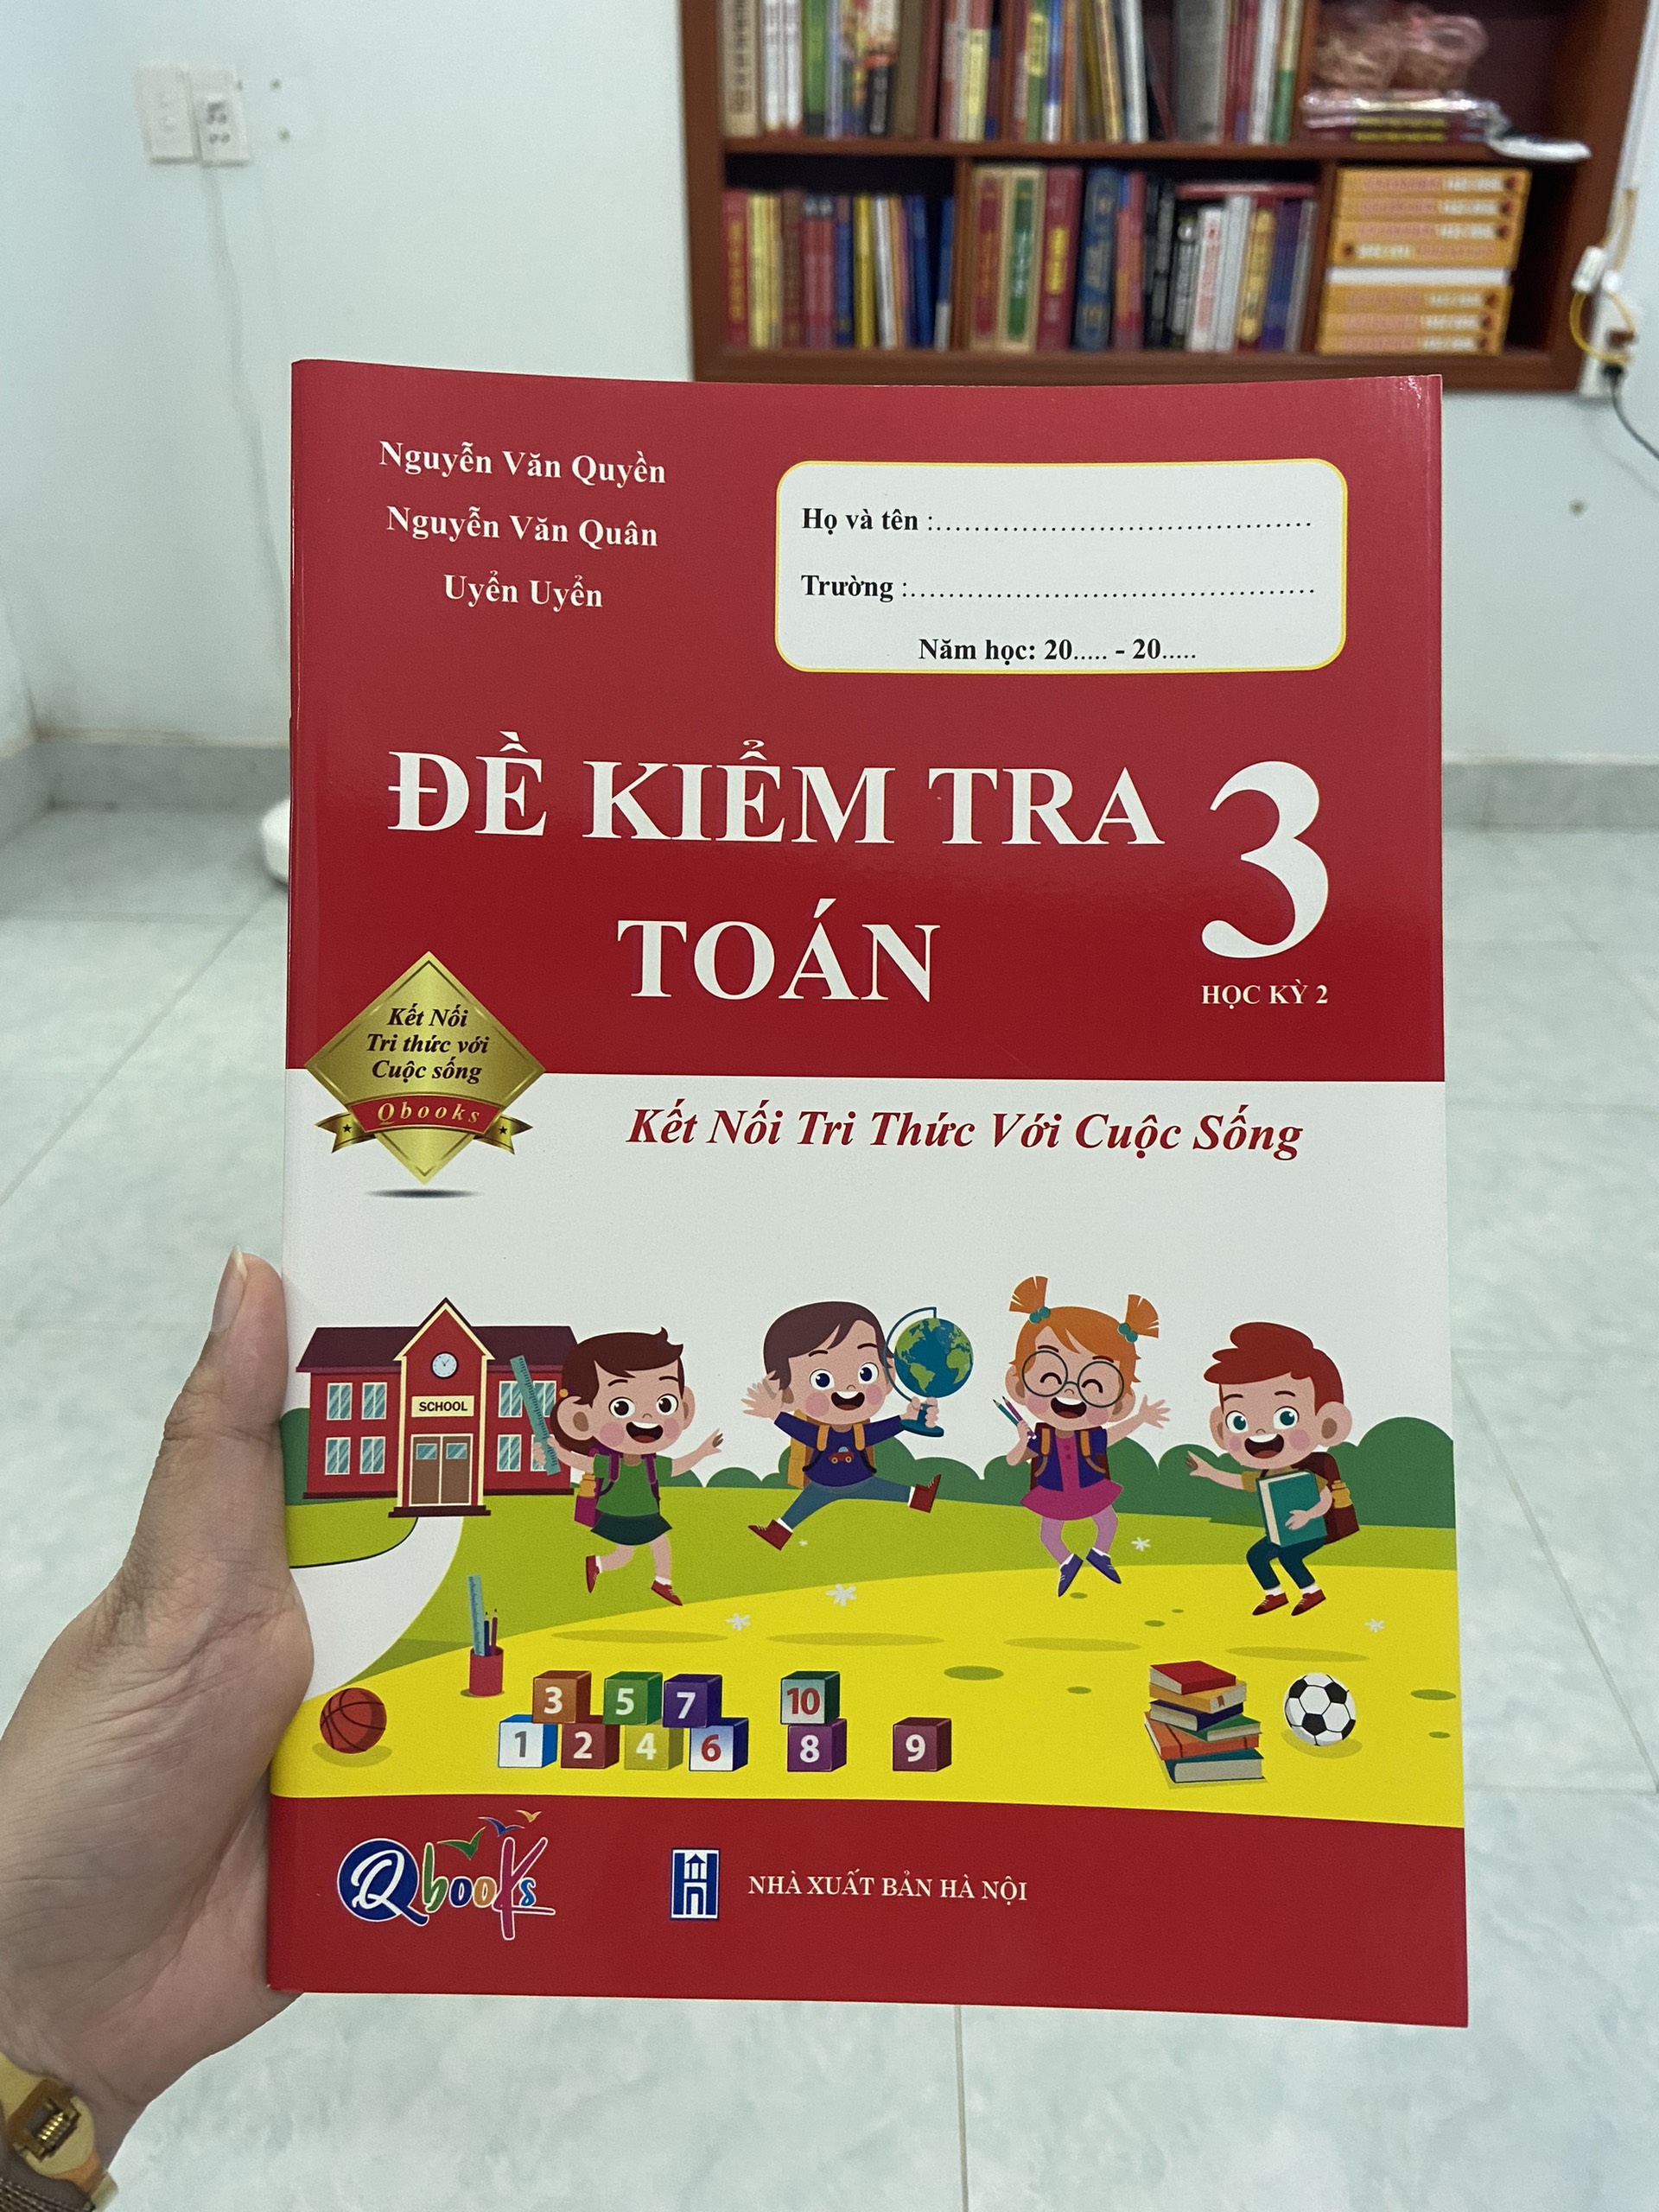 Nguyễn Văn Quyền
Nguyễn Văn Quân
Uyển Uyển
Họ và tên :.......................................
Trường :..........................................
Năm học: 20..... - 20.....
ĐỀ KIỂM TRA
TOÁN
3
HỌC KỲ 2
Kết Nối
Tri thức với
Cuộc sống
Qbooks
Kết Nối Tri Thức Với Cuộc Sống
SCHOOL
3 5 7 10
1 2 4 6 8 9
Qbooks
NHÀ XUẤT BẢN HÀ NỘI